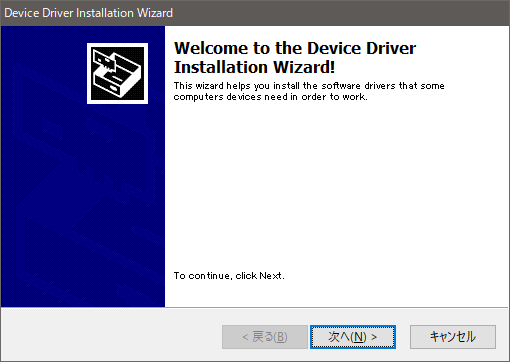 Device Driver Installation Wizard
Welcome to the Device Driver
Installation Wizard!
This wizard helps you install the software drivers that some
computers devices need in order to work.
To continue, click Next.
< 戻る(B)
次へ(N) >
キャンセル